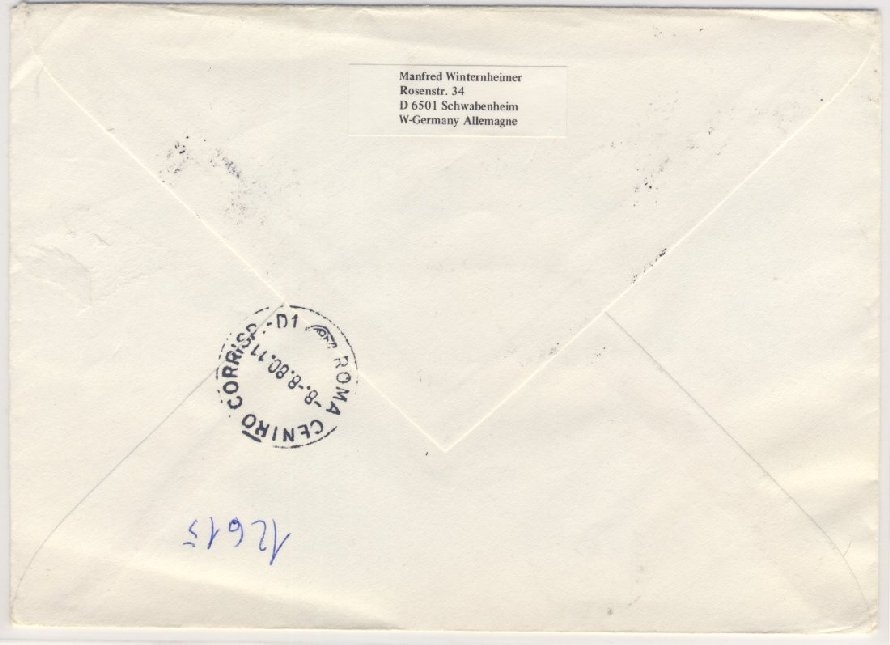 Manfred Winternheimer
Rosenstr. 34
D 6501 Schwabenheim
W-Germany Allemagne
ROMA CENTRO CORRISP. -D1
-8.-8.80.11
12615